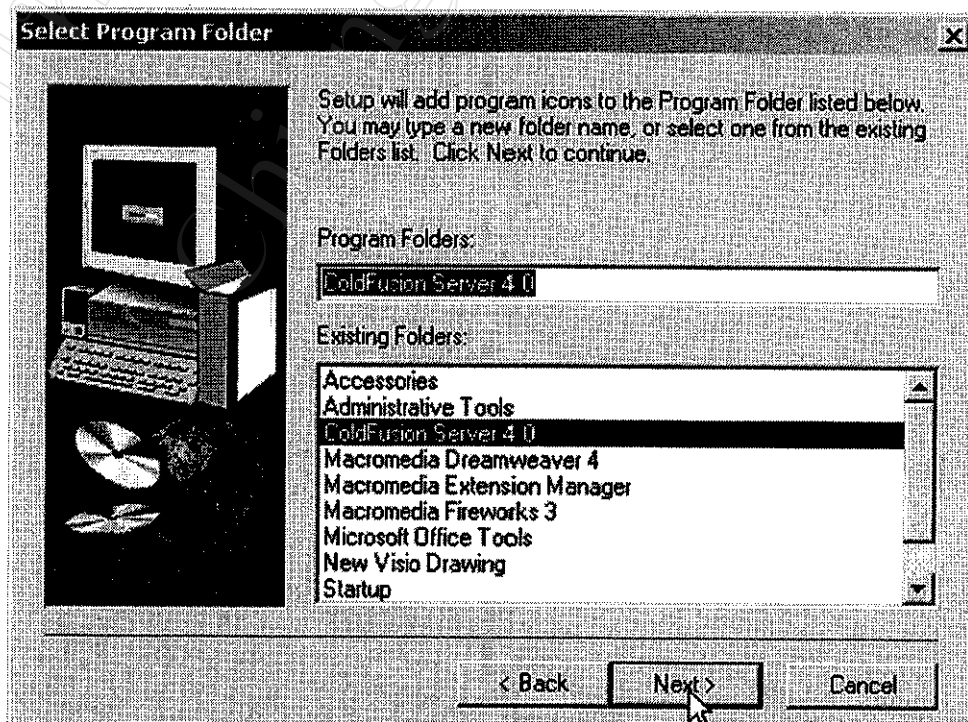 Select Program Folder
Setup will add program icons to the Program Folder listed below.
You may type a new folder name, or select one from the existing
Folders list. Click Next to continue.
Program Folders:
ColdFusion Server 4.0
Existing Folders:
Accessories
Administrative Tools
ColdFusion Server 4.0
Macromedia Dreamweaver 4
Macromedia Extension Manager
Macromedia Fireworks 3
Microsoft Office Tools
New Visio Drawing
Startup
< Back Next > Cancel